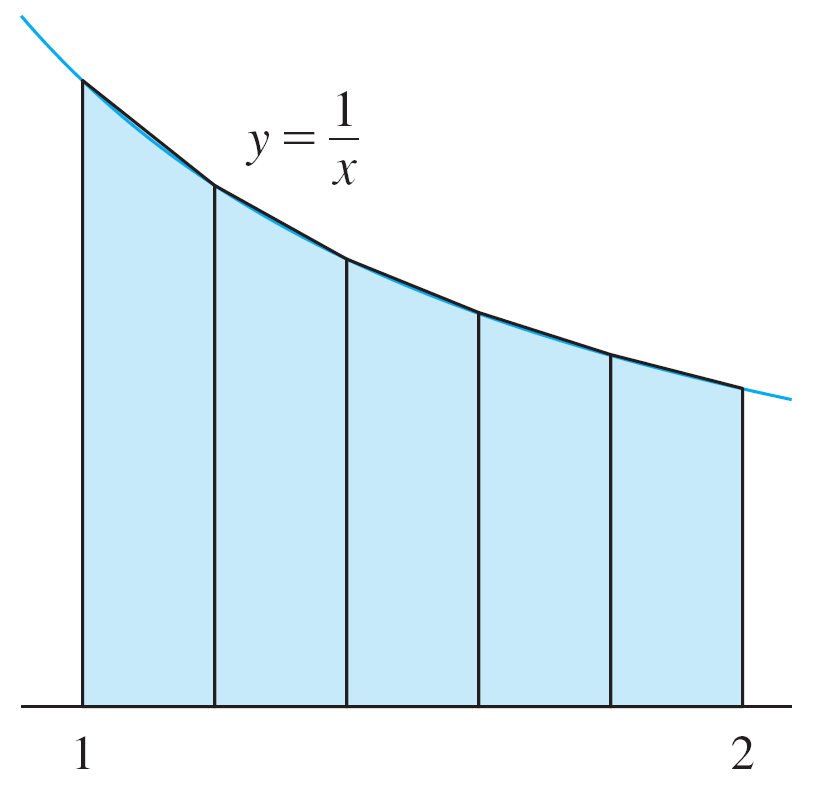 y = 1/x
1 2